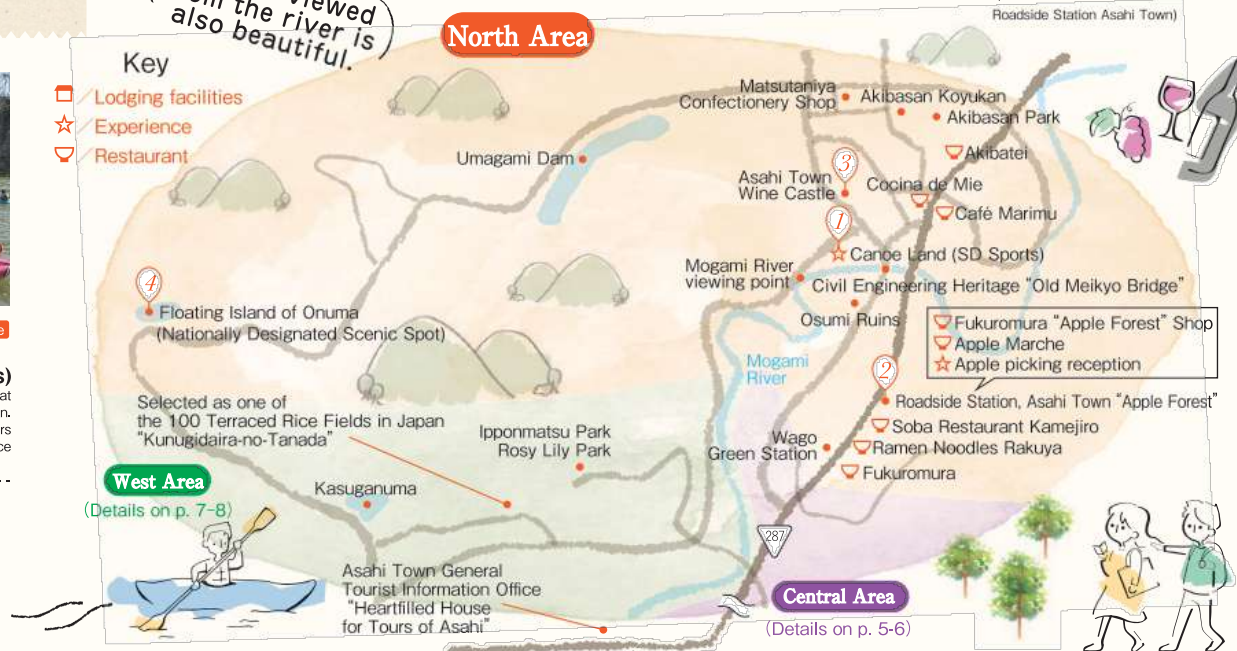 viewed
the river is
also beautiful.
North Area
Roadside Station Asahi Town)
Key
Lodging facilities
Experience
Restaurant
Matsutaniya
Confectionery Shop
Akibasan Koyukan
Akibasan Park
Umagami Dam
Akibatei
3
Asahi Town
Wine Castle
Cocina de Mie
Café Marimu
1
Canoe Land (SD Sports)
Mogami River
viewing point
Civil Engineering Heritage "Old Meikyo Bridge"
4
Floating Island of Onuma
(Nationally Designated Scenic Spot)
Osumi Ruins
Fukuromura "Apple Forest" Shop
Apple Marche
Apple picking reception
Mogami
River
2
Roadside Station, Asahi Town "Apple Forest"
Selected as one of
the 100 Terraced Rice Fields in Japan
"Kunugidaira-no-Tanada"
Ipponmatsu Park
Rosy Lily Park
Soba Restaurant Kamejiro
Wago
Green Station
Ramen Noodles Rakuya
Fukuromura
West Area
(Details on p. 7-8)
Kasuganuma
287
Asahi Town General
Tourist Information Office
"Heartfilled House
for Tours of Asahi"
Central Area
(Details on p. 5-6)